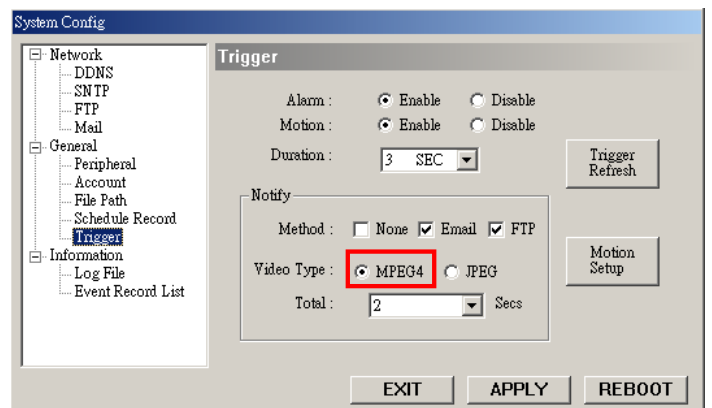 System Config
Network
DDNS
SNTP
FTP
Mail
General
Peripheral
Account
File Path
Schedule Record
Trigger
Information
Log File
Event Record List
Trigger
Alarm : Enable Disable
Motion : Enable Disable
Duration : 3 SEC
Trigger
Refresh
Notify
Method : None Email FTP
Video Type : MPEG4 JPEG
Total : 2 Secs
Motion
Setup
EXIT APPLY REBOOT